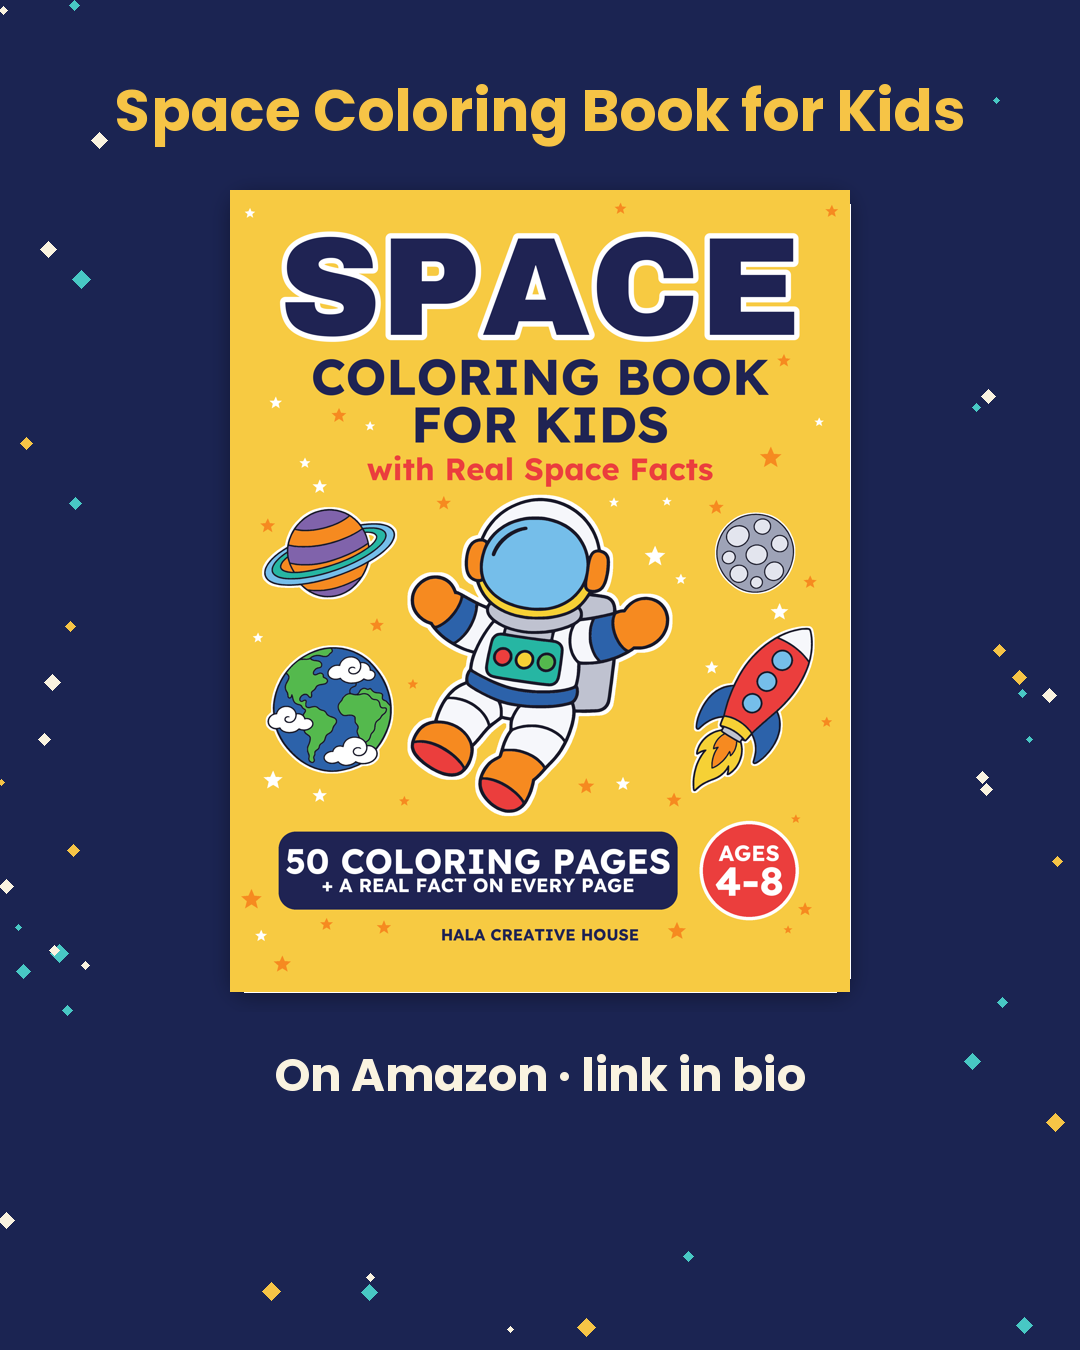 Space Coloring Book for Kids
SPACE
COLORING BOOK
FOR KIDS
with Real Space Facts
50 COLORING PAGES
+ A REAL FACT ON EVERY PAGE
AGES
4-8
HALA CREATIVE HOUSE
On Amazon · link in bio